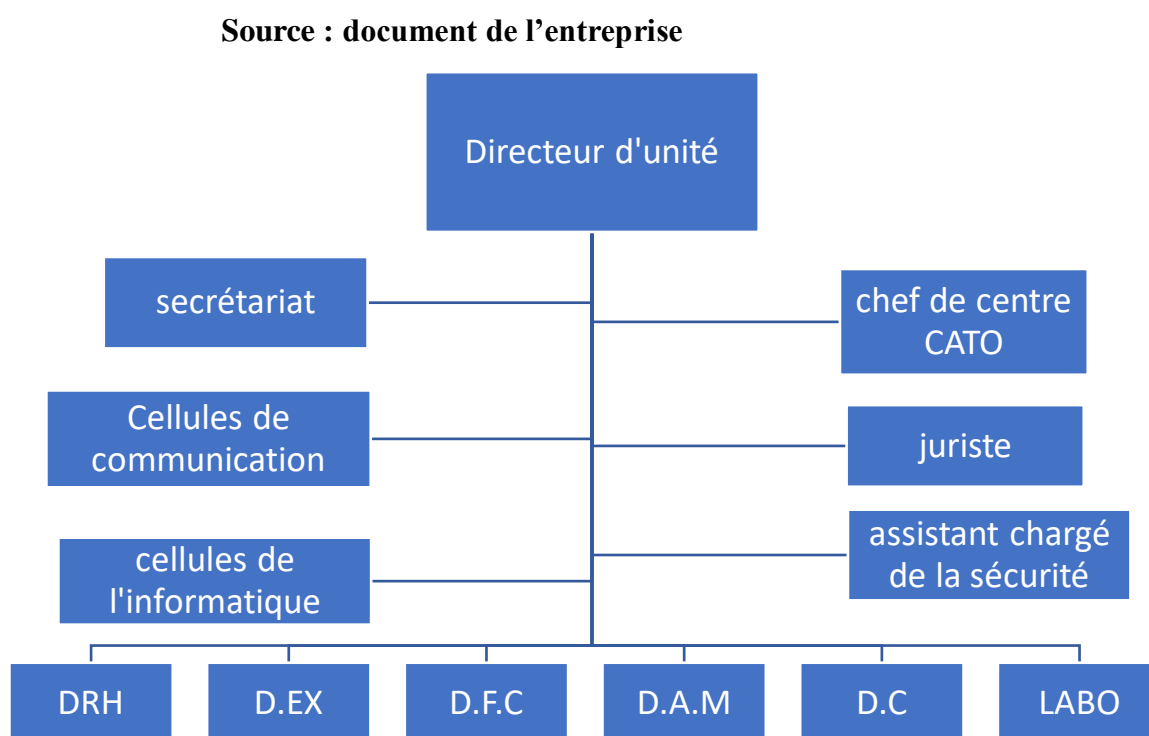 Source : document de l’entreprise
Directeur d'unité
secrétariat
chef de centre
CATO
Cellules de
communication
juriste
cellules de
l'informatique
assistant chargé
de la sécurité
DRH
D.EX
D.F.C
D.A.M
D.C
LABO